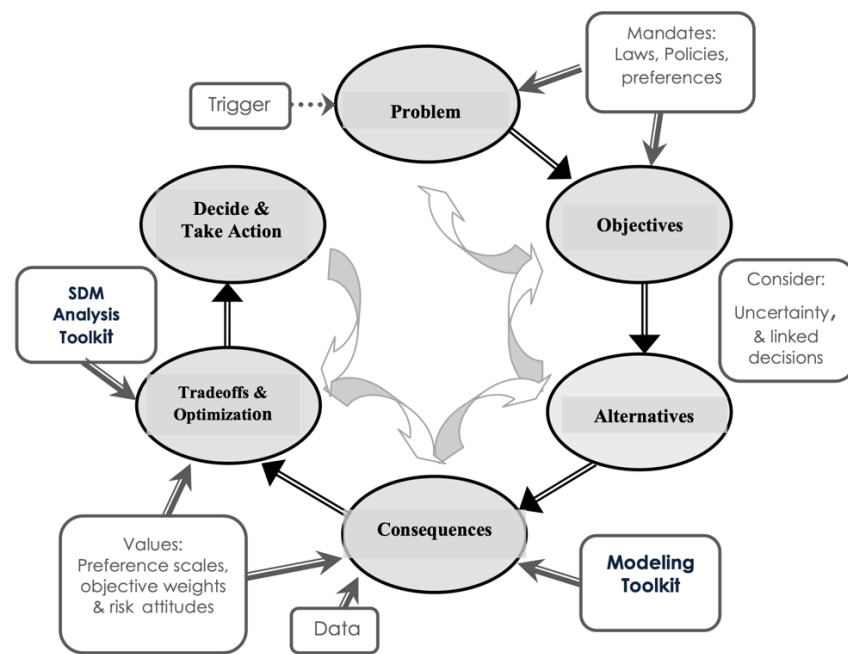 Mandates:
Laws, Policies,
preferences
Trigger
Problem
Decide &
Take Action
Objectives
SDM
Analysis
Toolkit
Consider:
Uncertainty,
& linked
decisions
Tradeoffs &
Optimization
Alternatives
Consequences
Values:
Preference scales,
objective weights
& risk attitudes
Modeling
Toolkit
Data